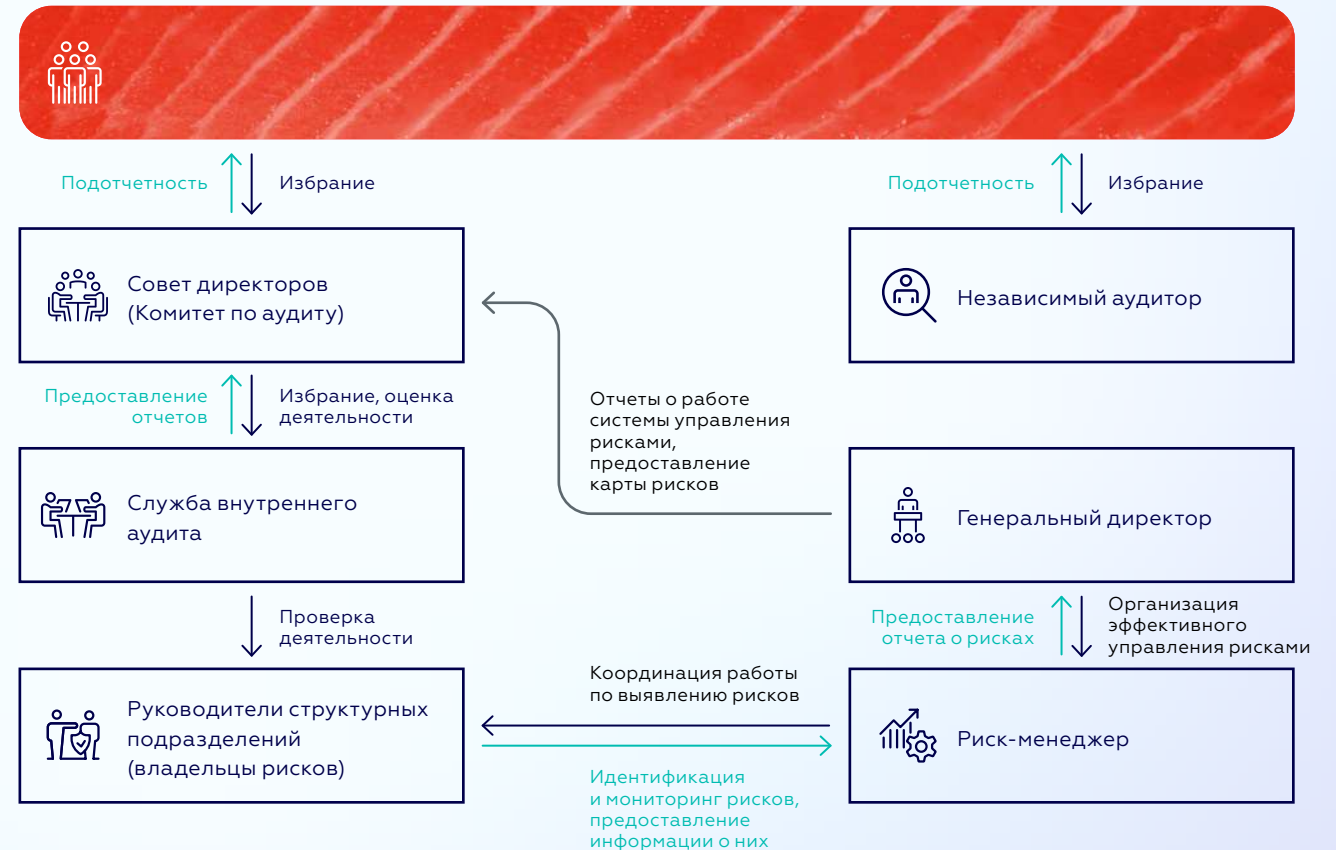 Подотчетность
Избрание
Подотчетность
Избрание
Совет директоров
(Комитет по аудиту)
Независимый аудитор
Предоставление
отчетов
Избрание, оценка
деятельности
Отчеты о работе
системы управления
рисками,
предоставление
карты рисков
Служба внутреннего
аудита
Генеральный директор
Проверка
деятельности
Предоставление
отчета о рисках
Организация
эффективного
управления рисками
Координация работы
по выявлению рисков
Руководители структурных
подразделений
(владельцы рисков)
Риск-менеджер
Идентификация
и мониторинг рисков,
предоставление
информации о них